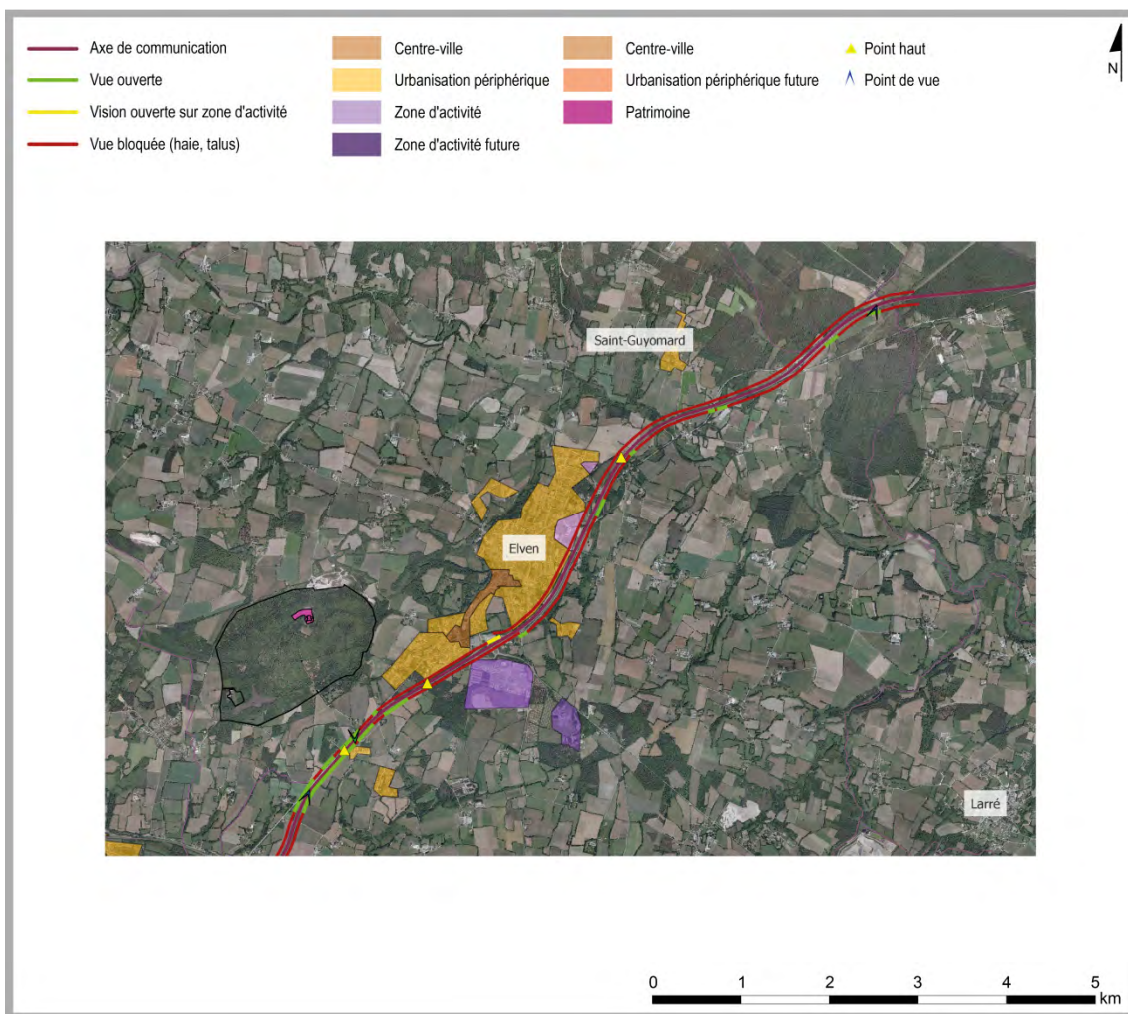 Axe de communication
Vue ouverte
Vision ouverte sur zone d'activité
Vue bloquée (haie, talus)
Centre-ville
Urbanisation périphérique
Zone d'activité
Zone d'activité future
Centre-ville
Urbanisation périphérique future
Patrimoine
Point haut
Point de vue
N
Saint-Guyomard
Elven
Larré
0 1 2 3 4 5
km